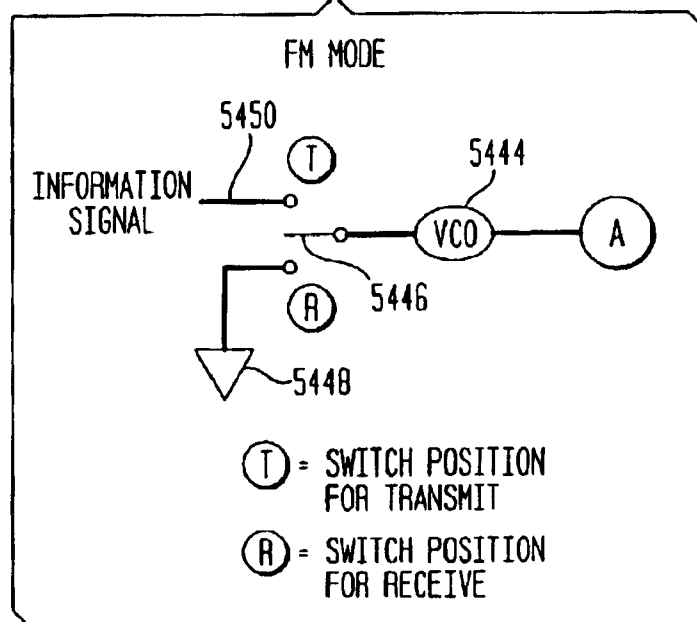 FM MODE
5450
T
5444
INFORMATION
SIGNAL
VCO
A
5446
R
5448
T = SWITCH POSITION
FOR TRANSMIT
R = SWITCH POSITION
FOR RECEIVE